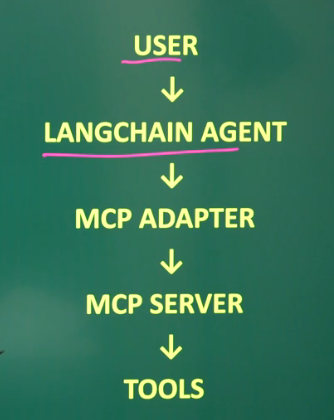 USER
↓
LANGCHAIN AGENT
↓
MCP ADAPTER
↓
MCP SERVER
↓
TOOLS